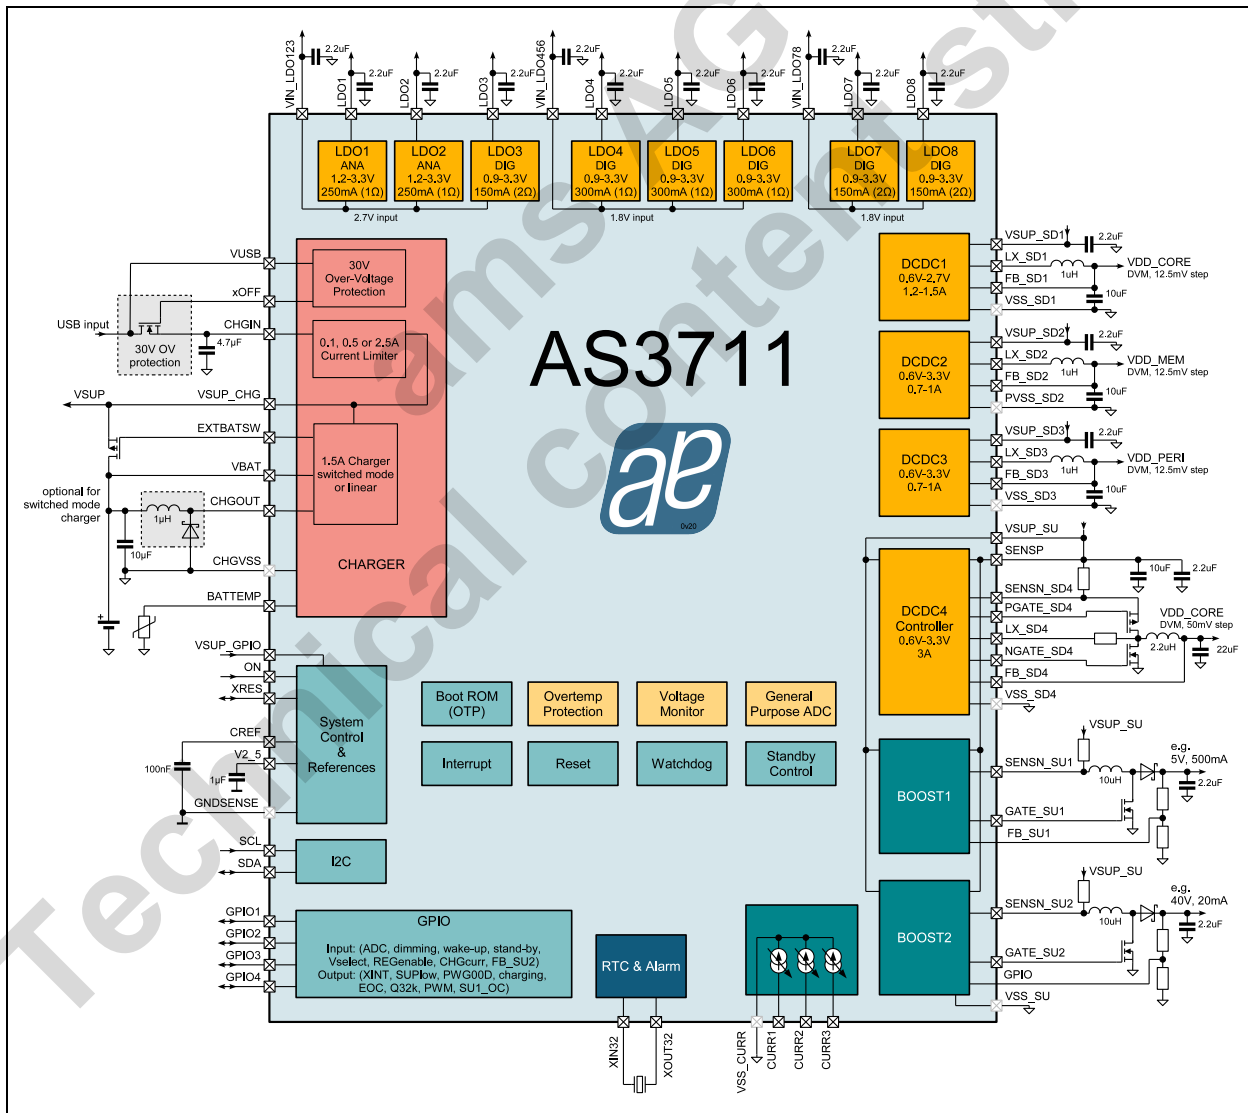 VIN_LDO123
2.2uF
LDO1
2.2uF
LDO2
2.2uF
LDO3
2.2uF
VIN_LDO456
2.2uF
LDO4
2.2uF
LDO5
2.2uF
LDO6
2.2uF
VIN_LDO78
2.2uF
LDO7
2.2uF
LDO8
2.2uF
LDO1
ANA
1.2-3.3V
250mA (1Ω)
LDO2
ANA
1.2-3.3V
250mA (1Ω)
LDO3
DIG
0.9-3.3V
150mA (2Ω)
LDO4
DIG
0.9-3.3V
300mA (1Ω)
LDO5
DIG
0.9-3.3V
300mA (1Ω)
LDO6
DIG
0.9-3.3V
300mA (1Ω)
LDO7
DIG
0.9-3.3V
150mA (2Ω)
LDO8
DIG
0.9-3.3V
150mA (2Ω)
2.7V input
1.8V input
1.8V input
VUSB
xOFF
USB input
CHGIN
30V OV
protection
4.7µF
VSUP
VSUP_CHG
EXTBATSW
VBAT
optional for
switched mode
charger
CHGOUT
1µH
10µF
CHGVSS
BATTEMP
+
30V
Over-Voltage
Protection
0.1, 0.5 or 2.5A
Current Limiter
1.5A Charger
switched mode
or linear
CHARGER
AS3711
ae
0v20
DCDC1
0.6V-2.7V
1.2-1.5A
VSUP_SD1
2.2uF
LX_SD1
1uH
VDD_CORE
DVM, 12.5mV step
FB_SD1
10uF
VSS_SD1
DCDC2
0.6V-3.3V
0.7-1A
VSUP_SD2
2.2uF
LX_SD2
1uH
VDD_MEM
DVM, 12.5mV step
FB_SD2
10uF
PVSS_SD2
DCDC3
0.6V-3.3V
0.7-1A
VSUP_SD3
2.2uF
LX_SD3
1uH
VDD_PERI
DVM, 12.5mV step
FB_SD3
10uF
VSS_SD3
VSUP_SU
SENSP
10uF
2.2uF
DCDC4
Controller
0.6V-3.3V
3A
SENSN_SD4
PGATE_SD4
VDD_CORE
DVM, 50mV step
LX_SD4
2.2uH
22uF
NGATE_SD4
FB_SD4
VSS_SD4
VSUP_GPIO
ON
XRES
CREF
V2_5
100nF
1µF
GNDSENSE
System
Control
&
References
Boot ROM
(OTP)
Overtemp
Protection
Voltage
Monitor
General
Purpose ADC
Interrupt
Reset
Watchdog
Standby
Control
BOOST1
VSUP_SU
SENSN_SU1
10uH
e.g.
5V, 500mA
2.2uF
GATE_SU1
FB_SU1
SCL
SDA
I2C
BOOST2
VSUP_SU
SENSN_SU2
10uH
e.g.
40V, 20mA
2.2uF
GATE_SU2
GPIO
VSS_SU
GPIO1
GPIO2
GPIO3
GPIO4
GPIO
Input: (ADC, dimming, wake-up, stand-by,
Vselect, REGenable, CHGcurr, FB_SU2)
Output: (XINT, SUPlow, PWG00D, charging,
EOC, Q32k, PWM, SU1_OC)
RTC & Alarm
XIN32
XOUT32
VSS_CURR
CURR1
CURR2
CURR3
ams AG
Technical content st